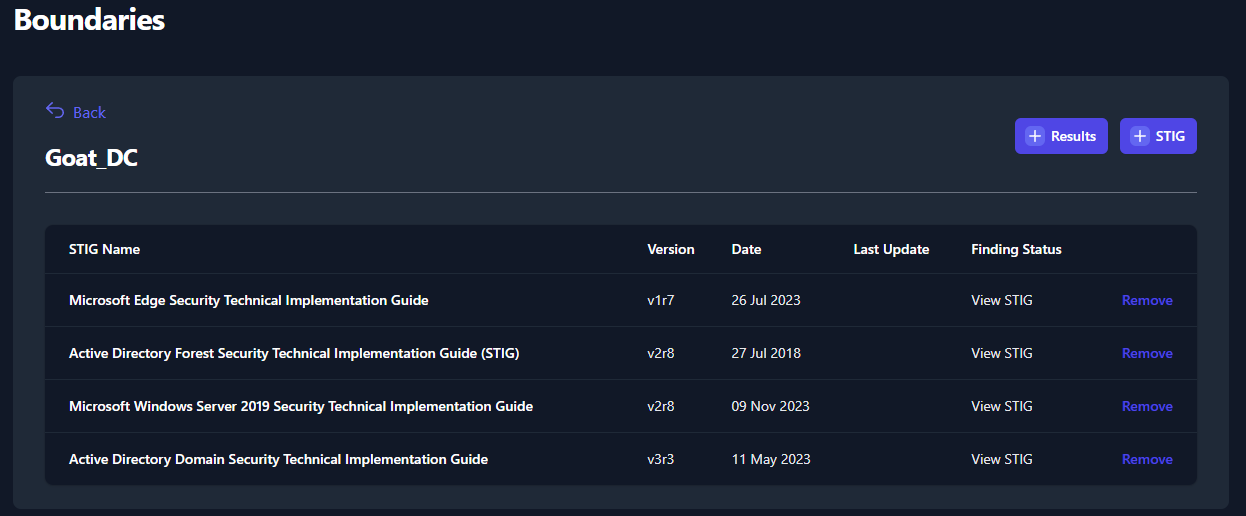 Boundaries
Back
Goat_DC
Results
STIG
STIG Name Version Date Last Update Finding Status
Microsoft Edge Security Technical Implementation Guide v1r7 26 Jul 2023 View STIG Remove
Active Directory Forest Security Technical Implementation Guide (STIG) v2r8 27 Jul 2018 View STIG Remove
Microsoft Windows Server 2019 Security Technical Implementation Guide v2r8 09 Nov 2023 View STIG Remove
Active Directory Domain Security Technical Implementation Guide v3r3 11 May 2023 View STIG Remove